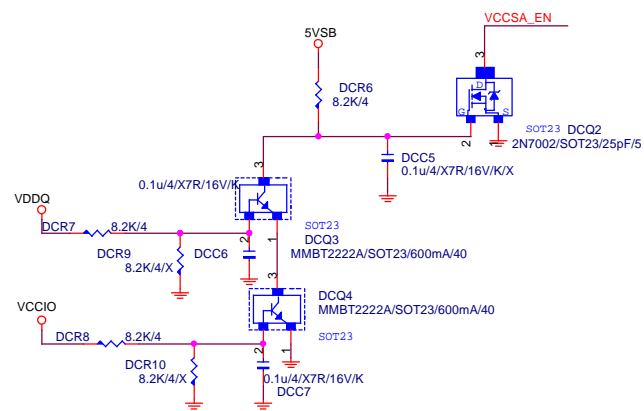 VCCSA_EN
5VSB
3
DCR6
8.2K/4
D
G
S
SOT23 DCQ2
2N7002/SOT23/25pF/5
2
1
DCC5
0.1u/4/X7R/16V/K/X
3
0.1u/4/X7R/16V/K
VDDQ
SOT23
DCR7
8.2K/4
2
1
DCQ3
MMBT2222A/SOT23/600mA/40
DCR9
8.2K/4/X
DCC6
3
DCQ4
MMBT2222A/SOT23/600mA/40
VCCIO
SOT23
DCR8
8.2K/4
2
1
DCR10
8.2K/4/X
0.1u/4/X7R/16V/K
DCC7